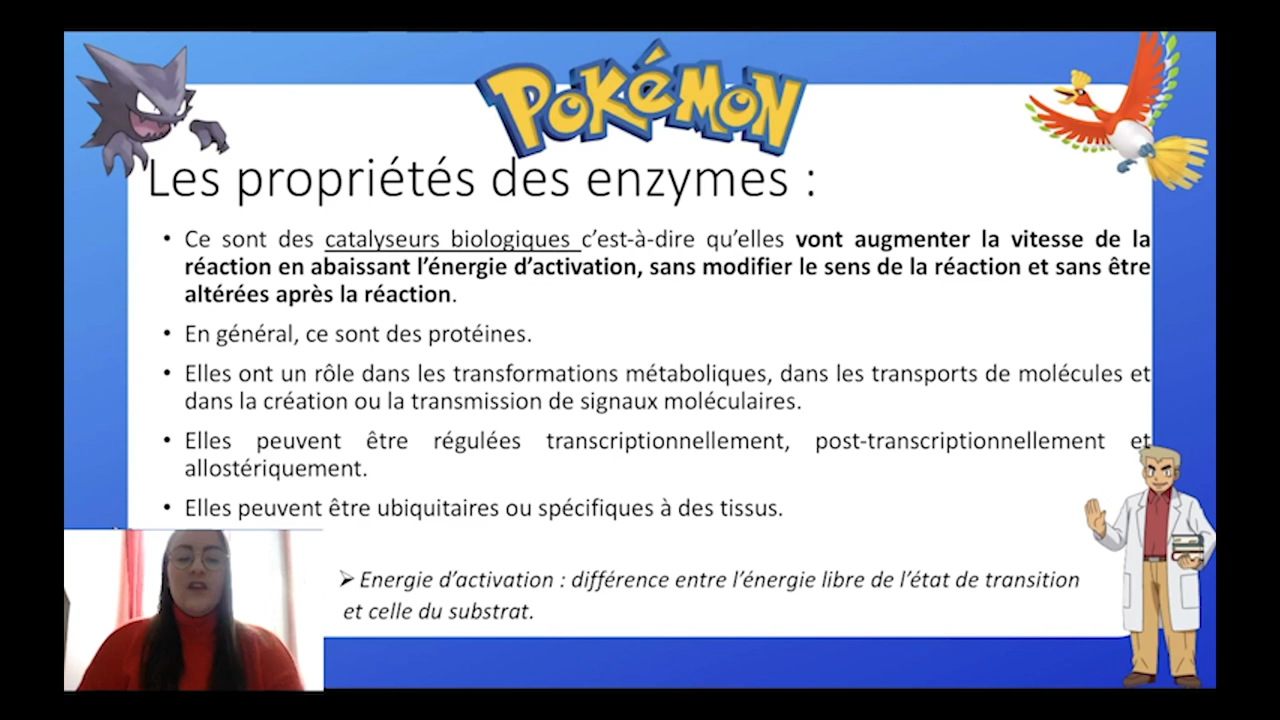 POKÉMON
Les propriétés des enzymes :
• Ce sont des catalyseurs biologiques c’est-à-dire qu’elles vont augmenter la vitesse de la
réaction en abaissant l’énergie d’activation, sans modifier le sens de la réaction et sans être
altérées après la réaction.
• En général, ce sont des protéines.
• Elles ont un rôle dans les transformations métaboliques, dans les transports de molécules et
dans la création ou la transmission de signaux moléculaires.
• Elles peuvent être régulées transcriptionnellement, post-transcriptionnellement et
allostériquement.
• Elles peuvent être ubiquitaires ou spécifiques à des tissus.
➢ Energie d’activation : différence entre l’énergie libre de l’état de transition
et celle du substrat.